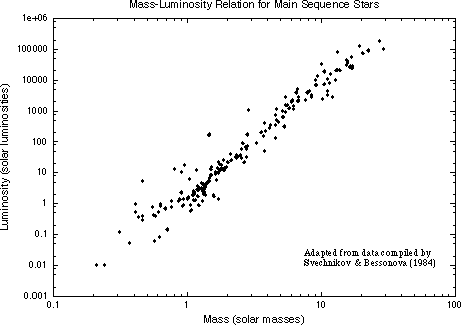 Mass-Luminosity Relation for Main Sequence Stars
1e+06
100000
10000
1000
100
10
1
0.1
0.01
0.001
Luminosity (solar luminosities)
Adapted from data compiled by
Svechnikov & Bessonova (1984)
0.1
1
10
100
Mass (solar masses)